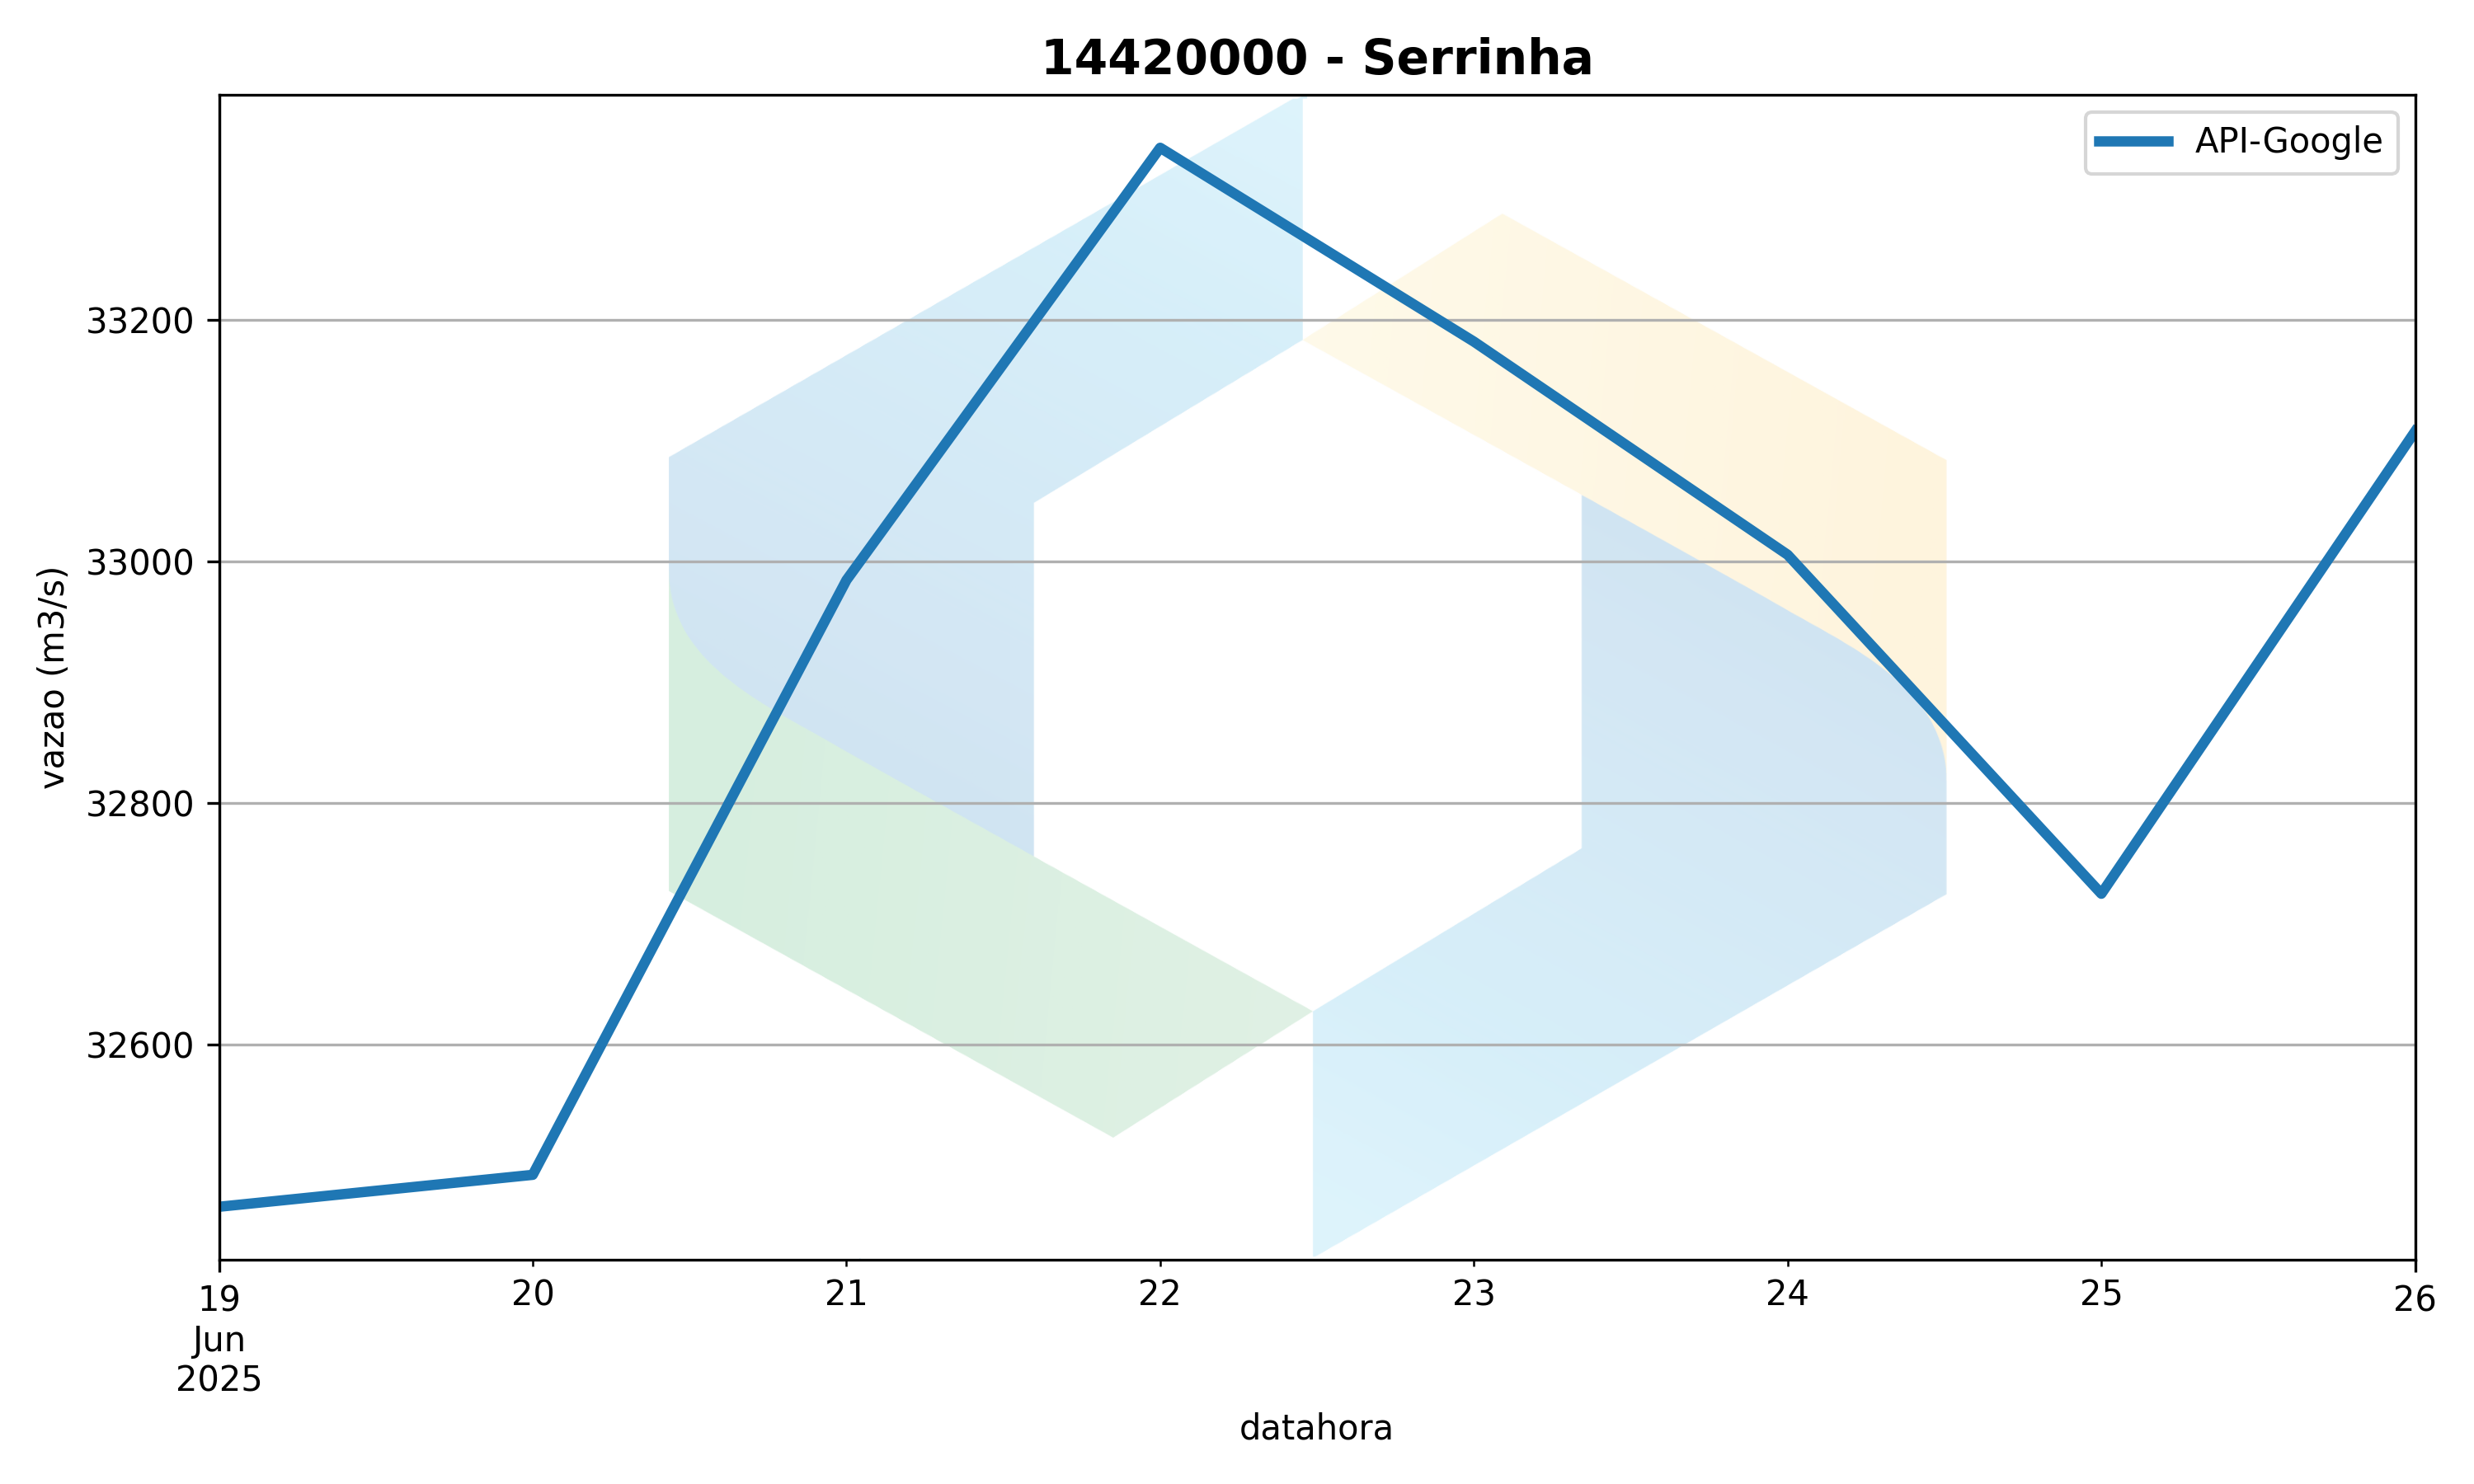 14420000 - Serrinha
API-Google
vazao (m3/s)
33200
33000
32800
32600
19 20 21 22 23 24 25 26
Jun
2025
datahora